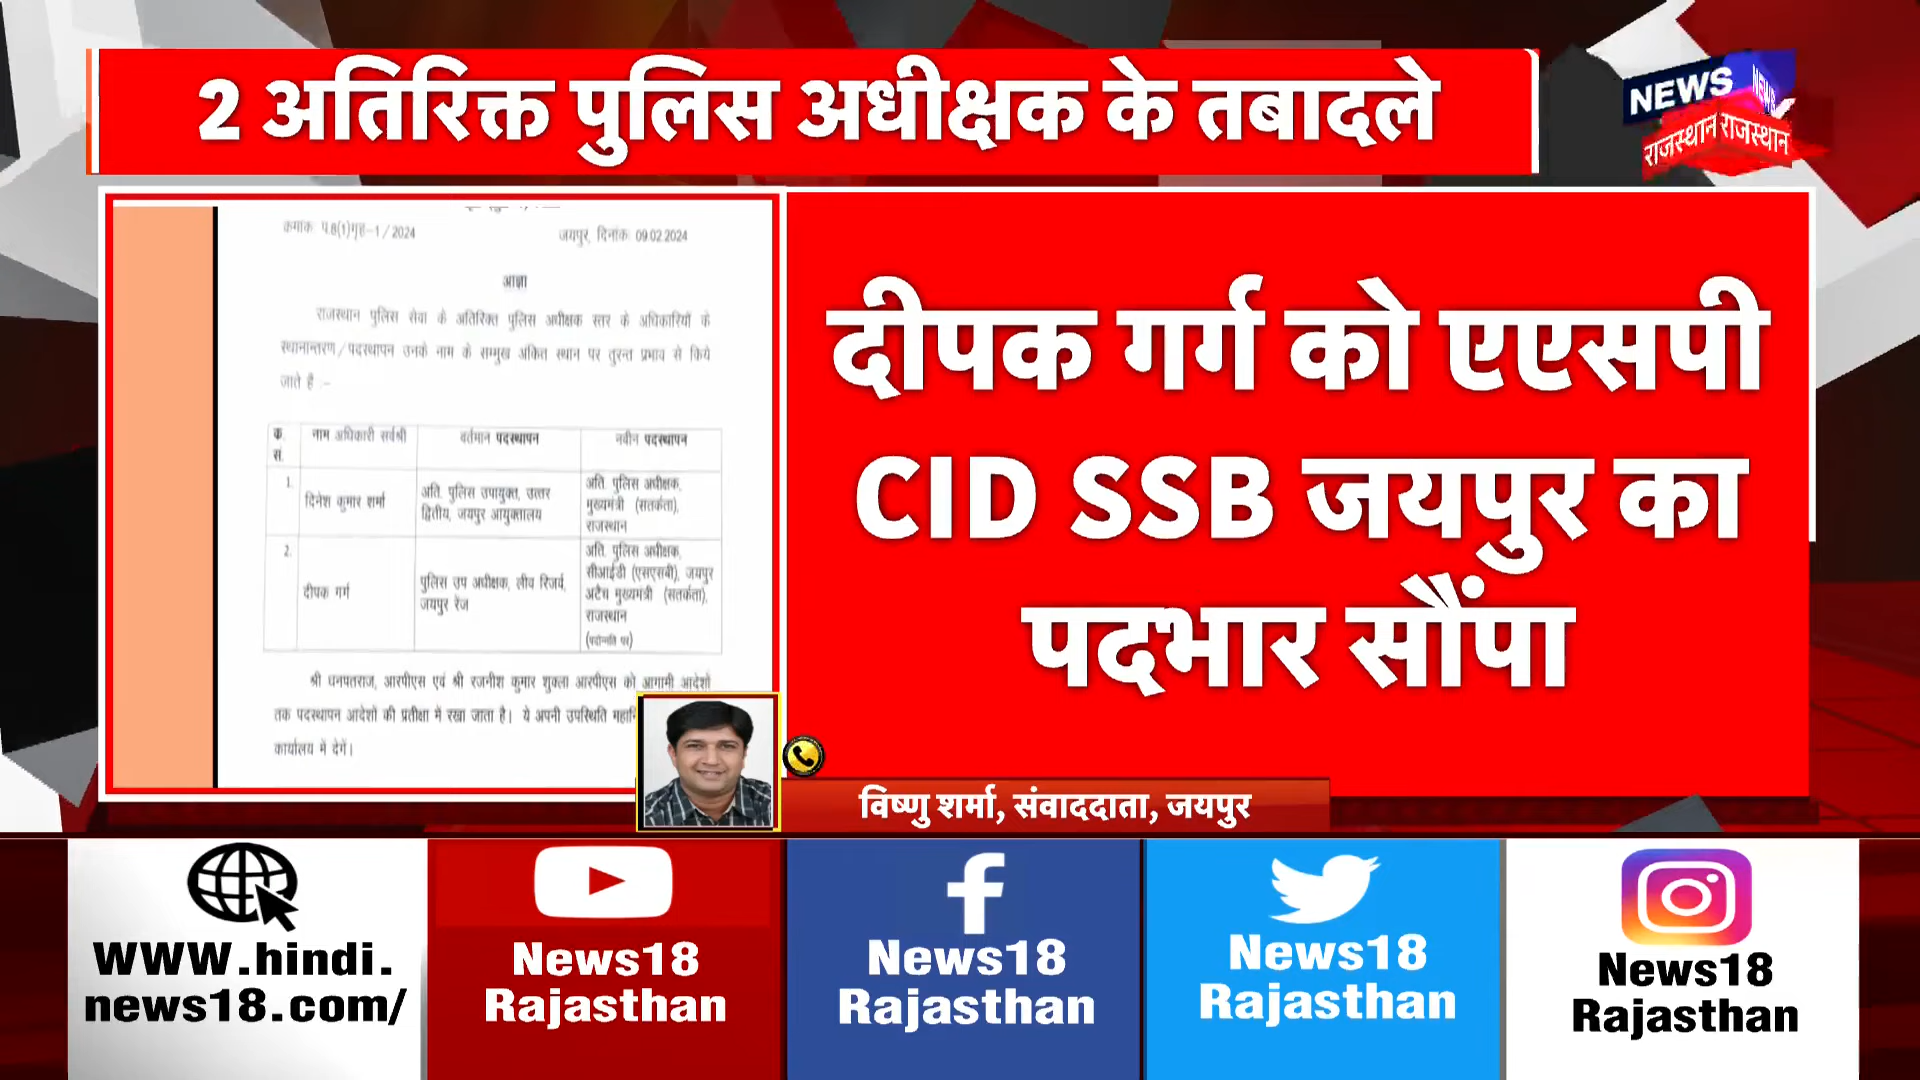 2 अतिरिक्त पुलिस अधीक्षक के तबादले
NEWS NEWS
राजस्थान राजस्थान
क्रमांक: प.8(1)गृह-1/2024 जयपुर, दिनांक: 09.02.2024
आज्ञा
राजस्थान पुलिस सेवा के अतिरिक्त पुलिस अधीक्षक स्तर के अधिकारियों के
स्थानान्तरण/पदस्थापन उनके नाम के सम्मुख अंकित स्थान पर तुरन्त प्रभाव से किये
जाते है :-
क. सं. नाम अधिकारी सर्वश्री वर्तमान पदस्थापन नवीन पदस्थापन
1. दिनेश कुमार शर्मा
अति. पुलिस उपायुक्त, उत्तर
द्वितीय, जयपुर आयुक्तालय
अति. पुलिस अधीक्षक,
मुख्यमंत्री (सतर्कता),
राजस्थान
2. दीपक गर्ग
पुलिस उप अधीक्षक, लीव रिजर्व,
जयपुर रेंज
अति. पुलिस अधीक्षक,
सीआईडी (एसएसबी), जयपुर
अटैच मुख्यमंत्री (सतर्कता),
राजस्थान
(पदोन्नति पर)
श्री धनपतराज, आरपीएस एवं श्री रजनीश कुमार शुक्ला आरपीएस को आगामी आदेशों
तक पदस्थापन आदेशों की प्रतीक्षा में रखा जाता है। ये अपनी उपस्थिति
कार्यालय में देगें।
दीपक गर्ग को एएसपी
CID SSB जयपुर का
पदभार सौंपा
विष्णु शर्मा, संवाददाता, जयपुर
WWW.hindi.
news18.com/
News18
Rajasthan
News18
Rajasthan
News18
Rajasthan
News18
Rajasthan